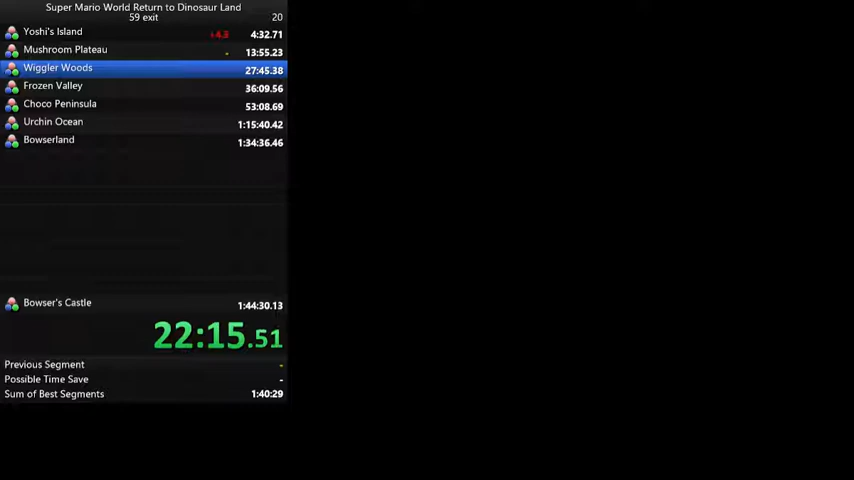 Super Mario World Return to Dinosaur Land
59 exit 20
Yoshi's Island 4:32.71
Mushroom Plateau - 13:55.23
Wiggler Woods 27:45.38
Frozen Valley 36:09.56
Choco Peninsula 53:08.69
Urchin Ocean 1:15:40.42
Bowserland 1:34:36.46
Bowser's Castle 1:44:30.13
22:15.51
Previous Segment -
Possible Time Save -
Sum of Best Segments 1:40:29